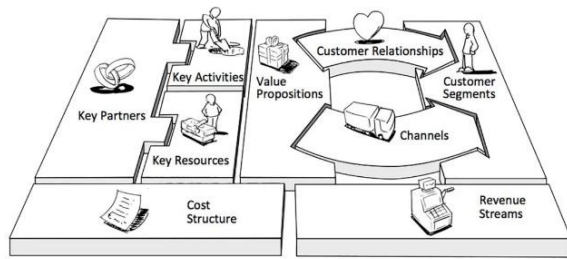 Key Partners
Key Activities
Key Resources
Value
Propositions
Customer Relationships
Channels
Customer
Segments
Cost
Structure
Revenue
Streams